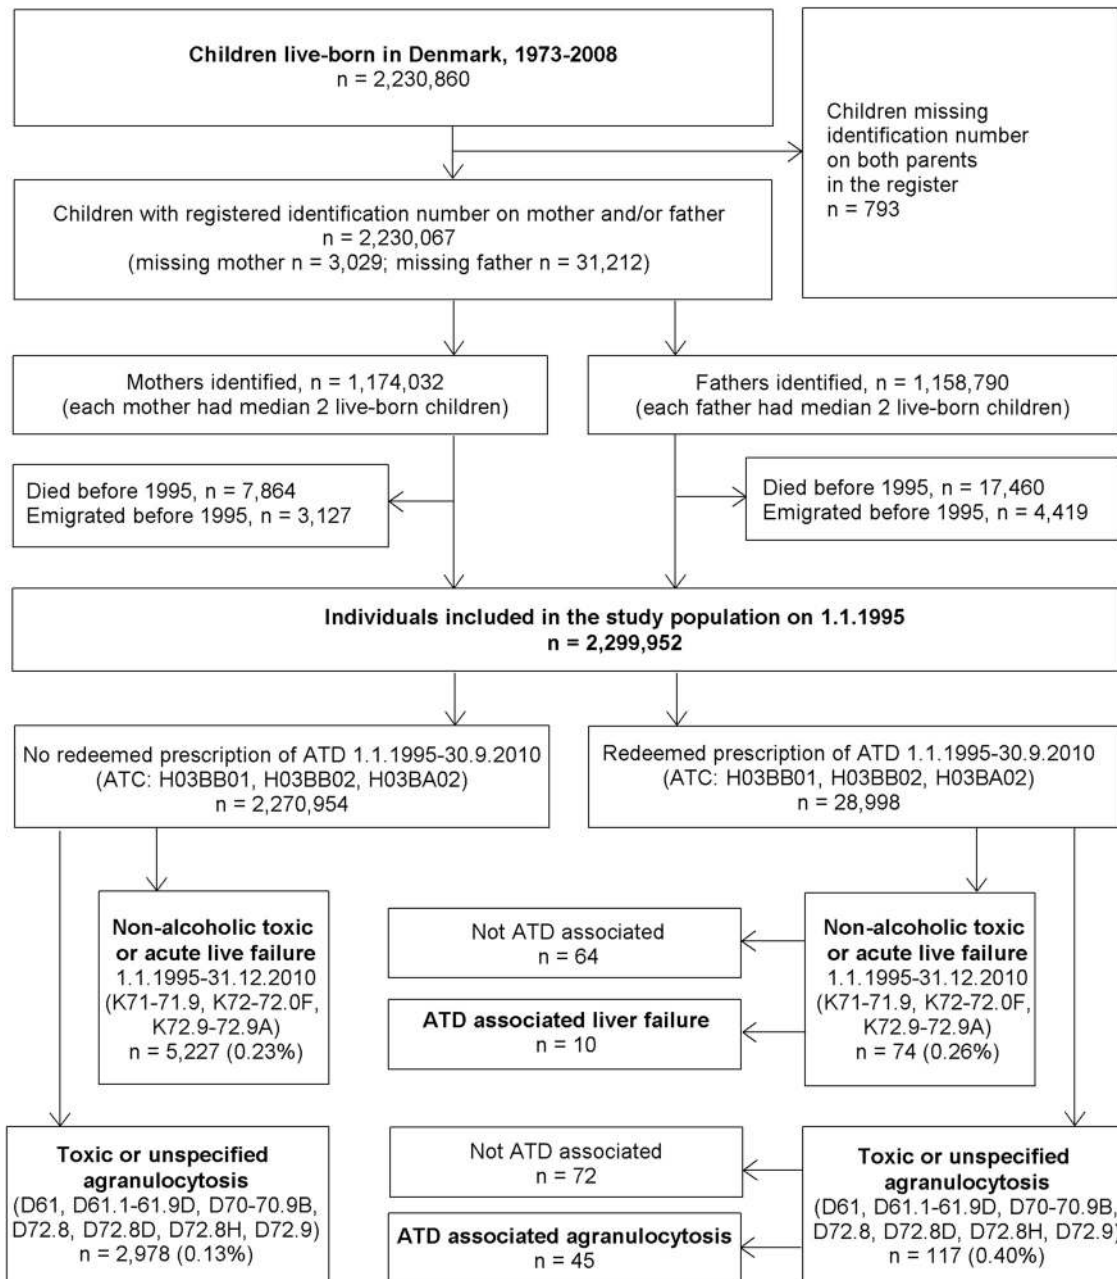 Children live-born in Denmark, 1973-2008
n = 2,230,860
Children missing
identification number
on both parents
in the register
n = 793
Children with registered identification number on mother and/or father
n = 2,230,067
(missing mother n = 3,029; missing father n = 31,212)
Mothers identified, n = 1,174,032
(each mother had median 2 live-born children)
Fathers identified, n = 1,158,790
(each father had median 2 live-born children)
Died before 1995, n = 7,864
Emigrated before 1995, n = 3,127
Died before 1995, n = 17,460
Emigrated before 1995, n = 4,419
Individuals included in the study population on 1.1.1995
n = 2,299,952
No redeemed prescription of ATD 1.1.1995-30.9.2010
(ATC: H03BB01, H03BB02, H03BA02)
n = 2,270,954
Redeemed prescription of ATD 1.1.1995-30.9.2010
(ATC: H03BB01, H03BB02, H03BA02)
n = 28,998
Non-alcoholic toxic
or acute live failure
1.1.1995-31.12.2010
(K71-71.9, K72-72.0F,
K72.9-72.9A)
n = 5,227 (0.23%)
Not ATD associated
n = 64
ATD associated liver failure
n = 10
Non-alcoholic toxic
or acute live failure
1.1.1995-31.12.2010
(K71-71.9, K72-72.0F,
K72.9-72.9A)
n = 74 (0.26%)
Toxic or unspecified
agranulocytosis
(D61, D61.1-61.9D, D70-70.9B,
D72.8, D72.8D, D72.8H, D72.9)
n = 2,978 (0.13%)
Not ATD associated
n = 72
ATD associated agranulocytosis
n = 45
Toxic or unspecified
agranulocytosis
(D61, D61.1-61.9D, D70-70.9B,
D72.8, D72.8D, D72.8H, D72.9)
n = 117 (0.40%)